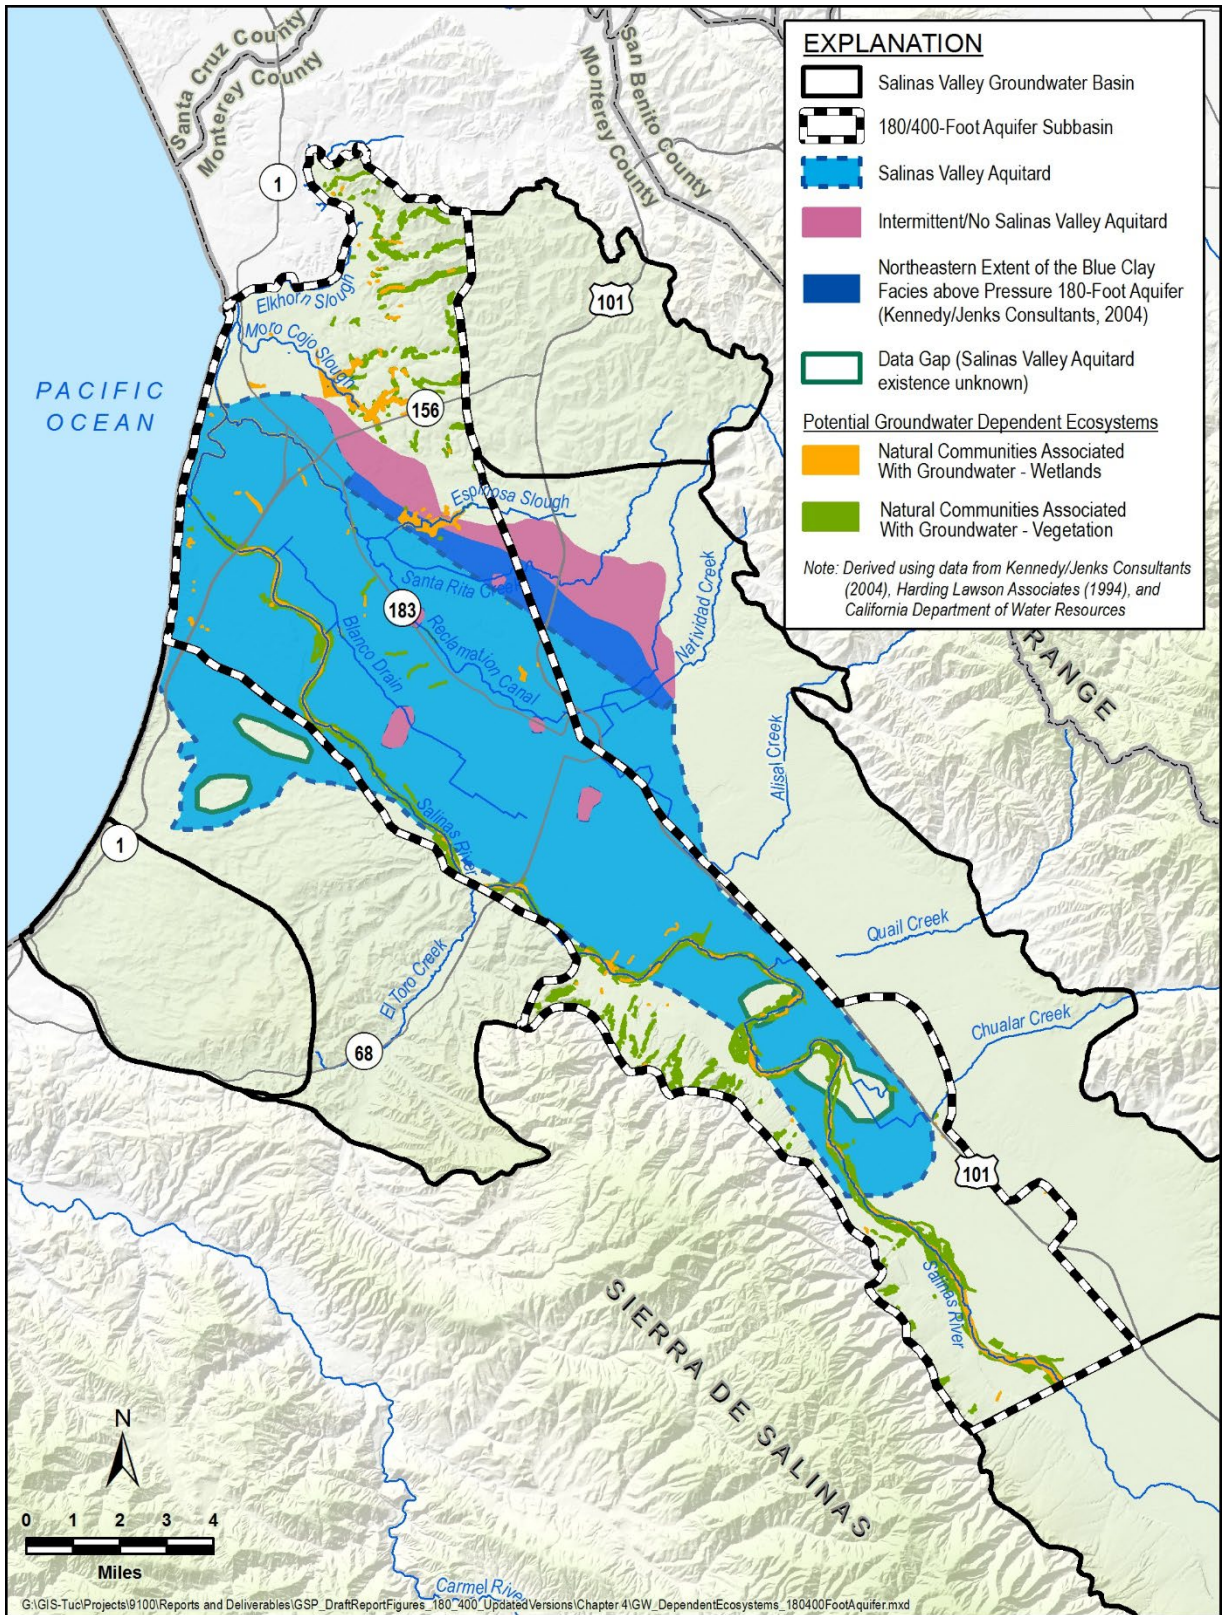 Santa Cruz County
Monterey County
San Benito County
Monterey County
EXPLANATION
Salinas Valley Groundwater Basin
180/400-Foot Aquifer Subbasin
Salinas Valley Aquitard
Intermittent/No Salinas Valley Aquitard
Northeastern Extent of the Blue Clay
Facies above Pressure 180-Foot Aquifer
(Kennedy/Jenks Consultants, 2004)
Data Gap (Salinas Valley Aquitard
existence unknown)
Potential Groundwater Dependent Ecosystems
Natural Communities Associated
With Groundwater - Wetlands
Natural Communities Associated
With Groundwater - Vegetation
Note: Derived using data from Kennedy/Jenks Consultants
(2004), Harding Lawson Associates (1994), and
California Department of Water Resources
1
101
Elkhorn Slough
Moro Cojo Slough
PACIFIC
OCEAN
156
Espinosa Slough
Santa Rita Creek
183
Natividad Creek
Blanco Drain
Reclamation Canal
RANGE
Alisal Creek
Salinas River
1
Quail Creek
El Toro Creek
Chualar Creek
68
101
Salinas River
SIERRA DE SALINAS
N
0 1 2 3 4
Miles
Carmel River
G:\GIS-Tuc\Projects\9100\Reports and Deliverables\GSP_DraftReportFigures_180_400_UpdatedVersions\Chapter 4\GW_DependentEcosystems_180400FootAquifer.mxd